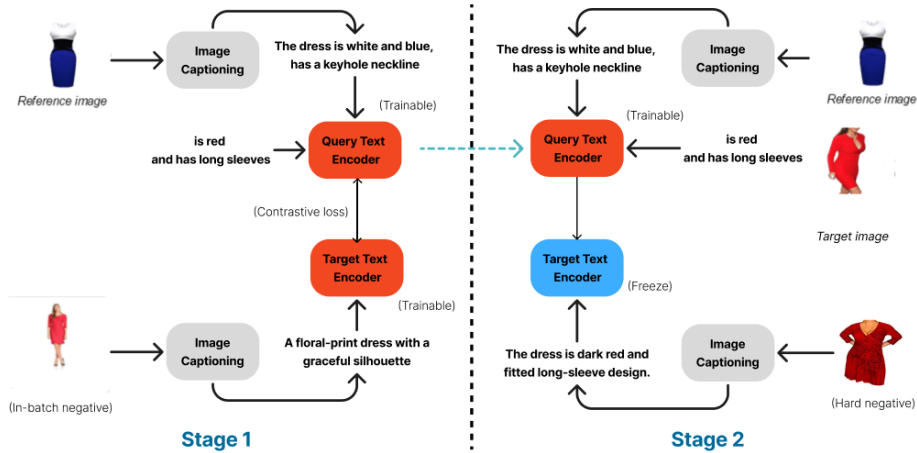 Image
Captioning
The dress is white and blue,
has a keyhole neckline
Reference image
(Trainable)
is red
and has long sleeves
Query Text
Encoder
(Contrastive loss)
Target Text
Encoder
(Trainable)
A floral-print dress with a
graceful silhouette
Image
Captioning
(In-batch negative)
Stage 1
The dress is white and blue,
has a keyhole neckline
Image
Captioning
Reference image
(Trainable)
Query Text
Encoder
is red
and has long sleeves
Target image
Target Text
Encoder
(Freeze)
The dress is dark red and
fitted long-sleeve design.
Image
Captioning
(Hard negative)
Stage 2